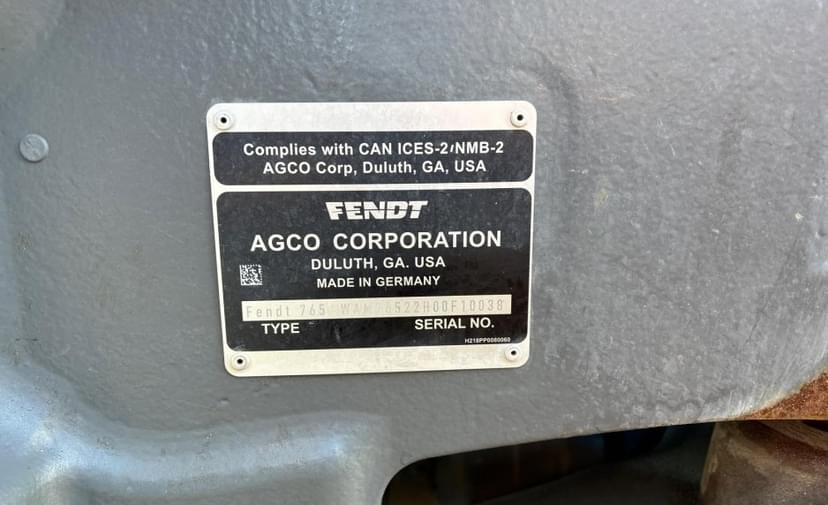 Complies with CAN ICES-2/NMB-2
AGCO Corp, Duluth, GA, USA
FENDT
AGCO CORPORATION
DULUTH, GA. USA
MADE IN GERMANY
Fendt 765
TYPE SERIAL NO.
H218PP0080060